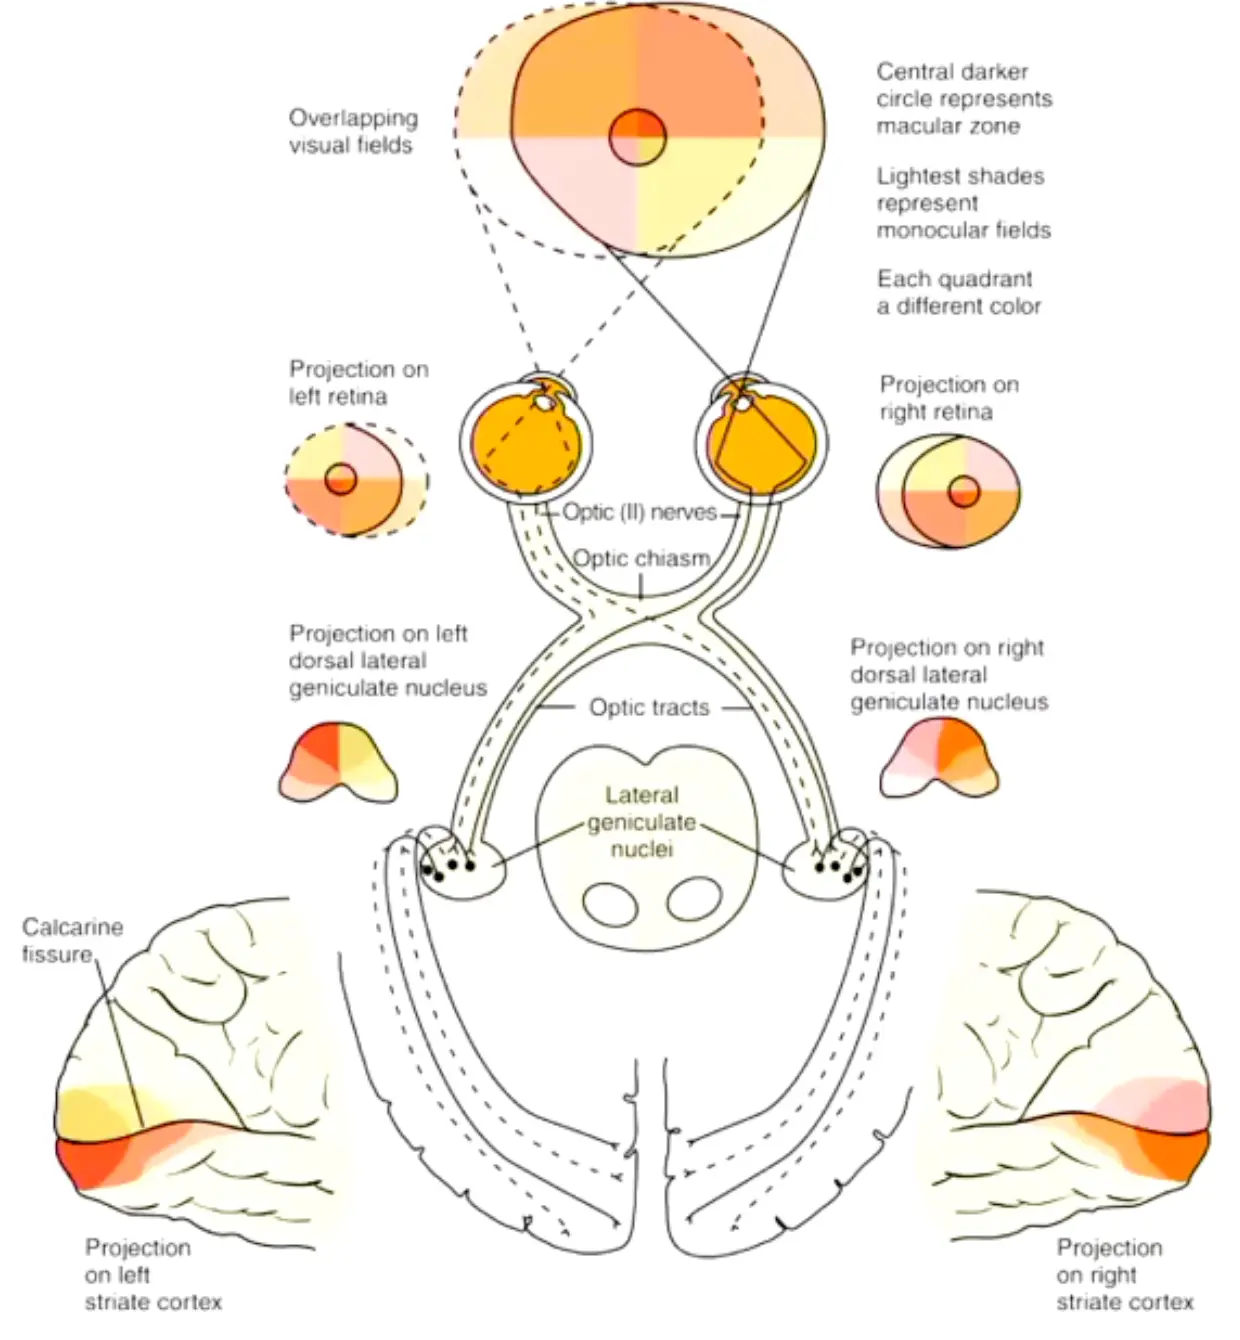 Overlapping
visual fields
Central darker
circle represents
macular zone
Lightest shades
represent
monocular fields
Each quadrant
a different color
Projection on
left retina
Projection on
right retina
Optic (II) nerves
Optic chiasm
Projection on left
dorsal lateral
geniculate nucleus
Projection on right
dorsal lateral
geniculate nucleus
Optic tracts
Lateral
geniculate
nuclei
Calcarine
fissure
Projection
on left
striate cortex
Projection
on right
striate cortex